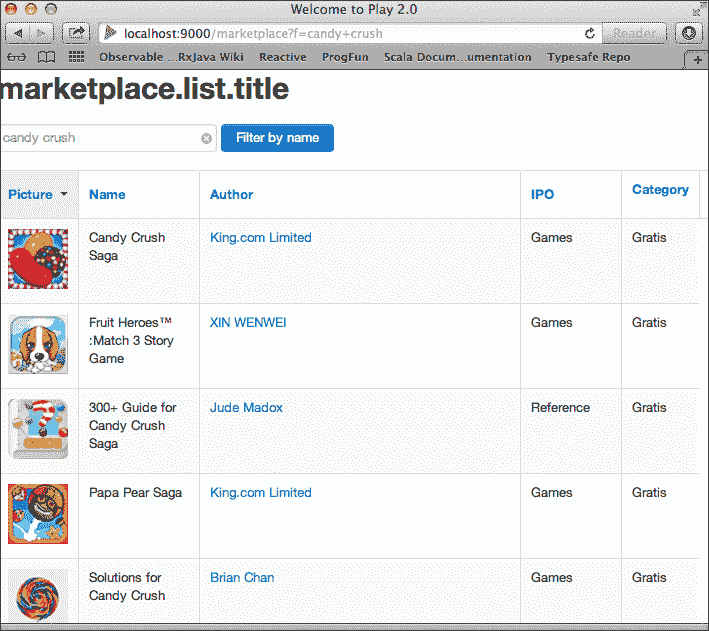 Welcome to Play 2.0
localhost:9000/marketplace?f=candy+crush
Reader
Observable ...RxJava Wiki
Reactive
ProgFun
Scala Docum...umentation
Typesafe Repo
marketplace.list.title
candy crush
Filter by name
Picture
Name
Author
IPO
Category
Candy Crush
Saga
King.com Limited
Games
Gratis
Fruit Heroes™
:Match 3 Story
Game
XIN WENWEI
Games
Gratis
300+ Guide for
Candy Crush
Saga
Jude Madox
Reference
Gratis
Papa Pear Saga
King.com Limited
Games
Gratis
Solutions for
Candy Crush
Brian Chan
Games
Gratis